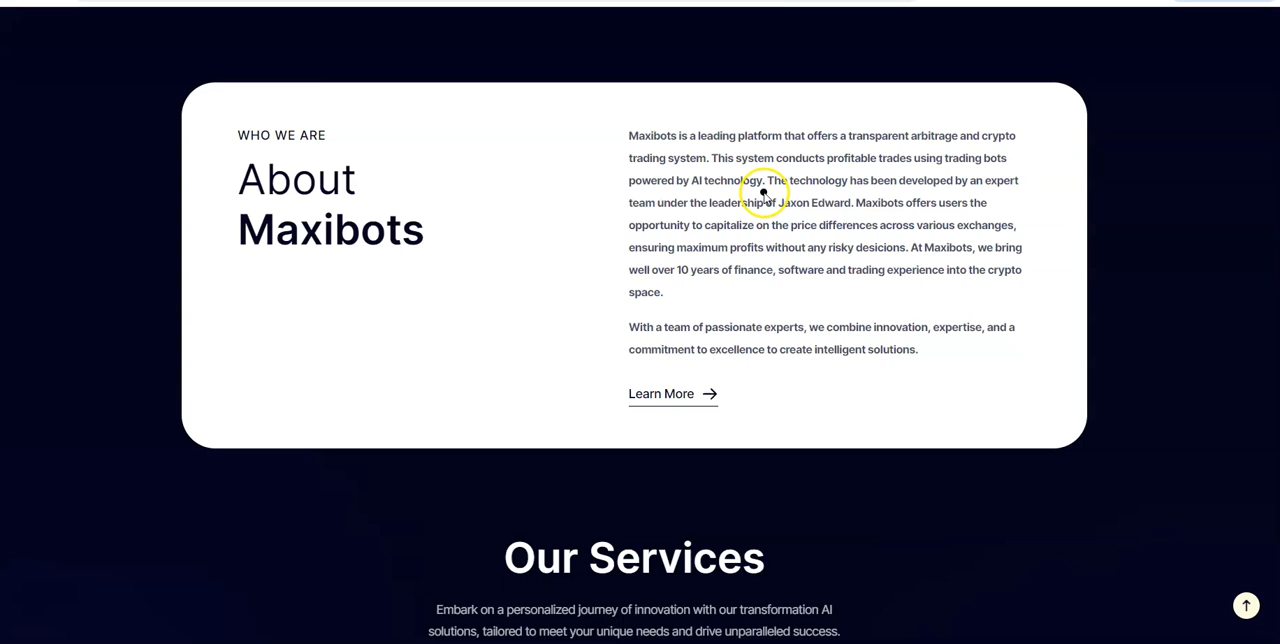 WHO WE ARE
About
Maxibots
Maxibots is a leading platform that offers a transparent arbitrage and crypto
trading system. This system conducts profitable trades using trading bots
powered by AI technology. The technology has been developed by an expert
team under the leadership of Jaxon Edward. Maxibots offers users the
opportunity to capitalize on the price differences across various exchanges,
ensuring maximum profits without any risky desicions. At Maxibots, we bring
well over 10 years of finance, software and trading experience into the crypto
space.
With a team of passionate experts, we combine innovation, expertise, and a
commitment to excellence to create intelligent solutions.
Learn More
Our Services
Embark on a personalized journey of innovation with our transformation AI
solutions, tailored to meet your unique needs and drive unparalleled success.